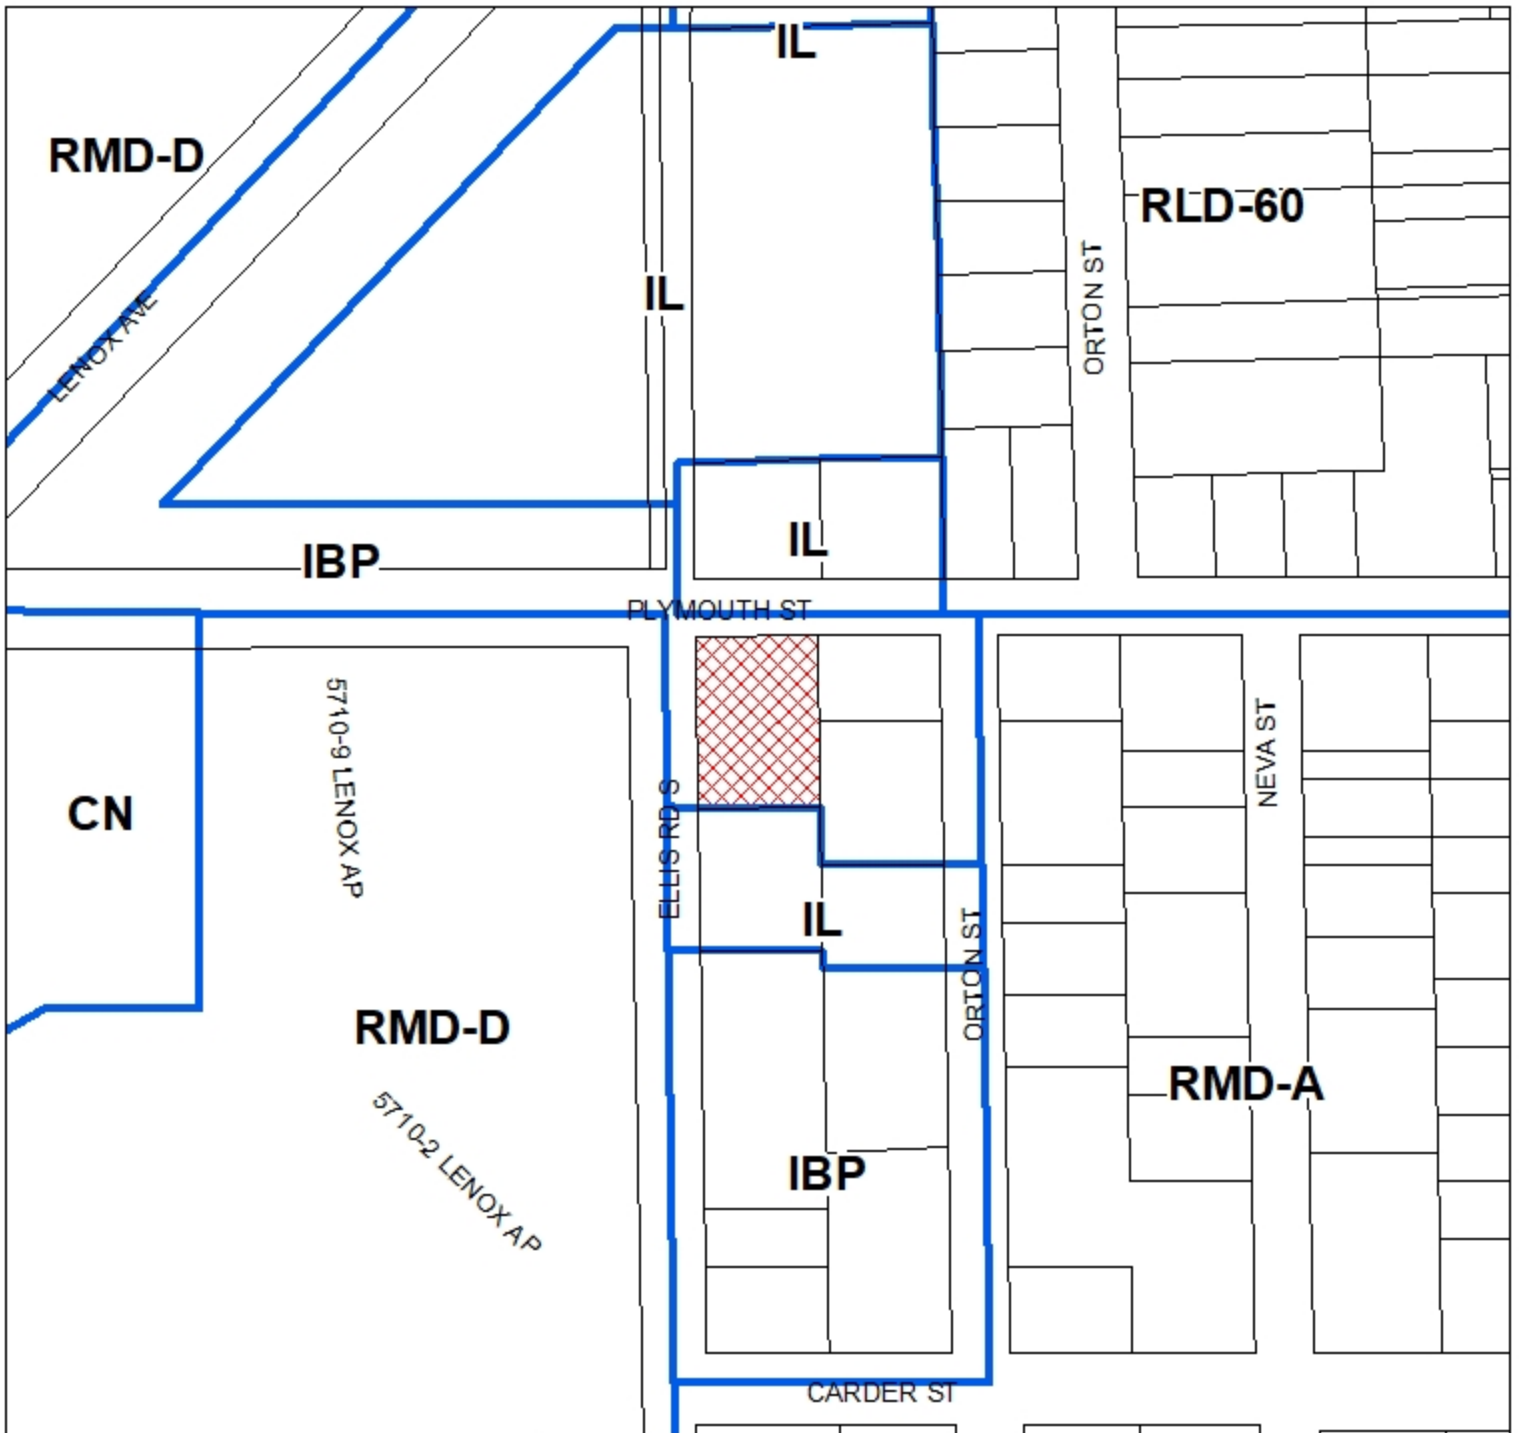 IL
RMD-D
RLD-60
ORTON ST
IL
LENOX AVE
IL
IBP
PLYMOUTH ST
5710-9 LENOX AP
NEVA ST
CN
ELLIS RD S
IL
ORTON ST
RMD-D
RMD-A
5710-2 LENOX AP
IBP
CARDER ST